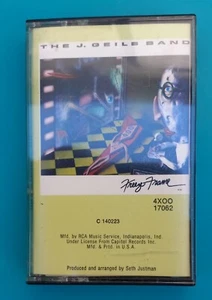 THE J. GEILS BAND
Freeze Frame
4XOO
17062
C 140223
Mfd. by RCA Music Service, Indianapolis, Ind.
Under License From Capitol Records Inc.
Mfd. & Prtd. in U.S.A.
Produced and arranged by Seth Justman